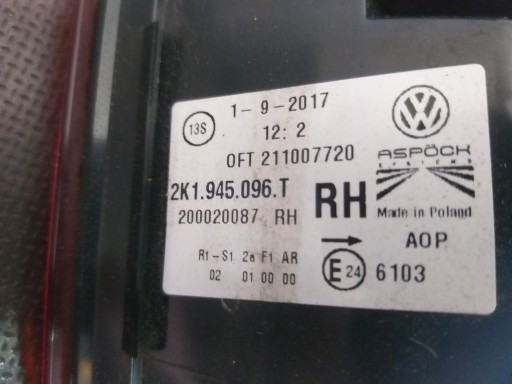 1-9-2017
13S
12:2
OFT 211007720
2K1.945.096.T
200020087 RH
RH
ASPÖCK
SYSTEMS
Made in Poland
AOP
R1-S1 2a F1 AR
02 01 00 00
E24 6103